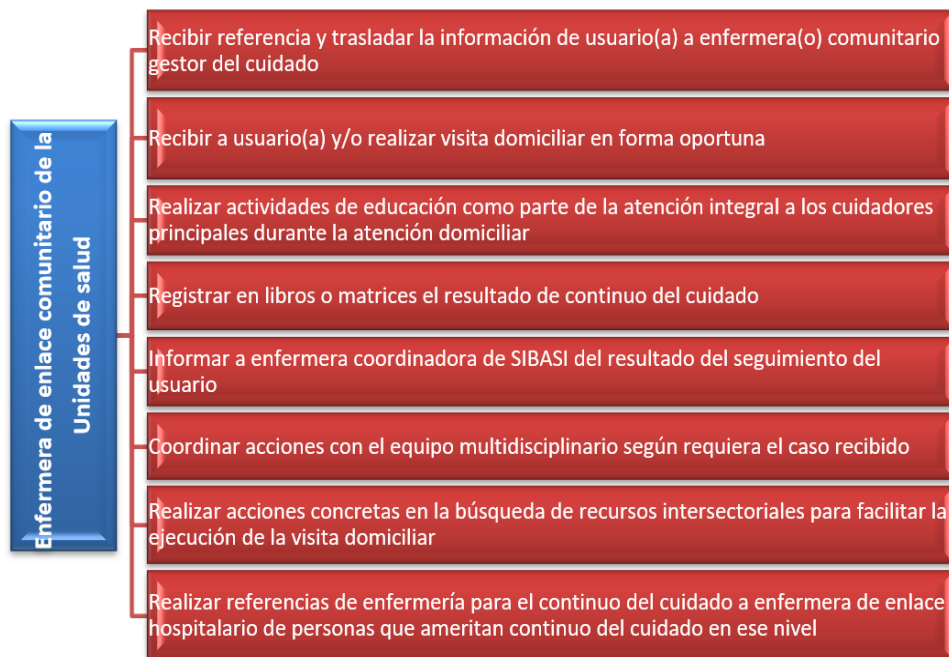 Enfermera de enlace comunitario de la
Unidades de salud
Recibir referencia y trasladar la información de usuario(a) a enfermera(o) comunitario
gestor del cuidado
Recibir a usuario(a) y/o realizar visita domiciliar en forma oportuna
Realizar actividades de educación como parte de la atención integral a los cuidadores
principales durante la atención domiciliar
Registrar en libros o matrices el resultado de continuo del cuidado
Informar a enfermera coordinadora de SIBASI del resultado del seguimiento del
usuario
Coordinar acciones con el equipo multidisciplinario según requiera el caso recibido
Realizar acciones concretas en la búsqueda de recursos intersectoriales para facilitar la
ejecución de la visita domiciliar
Realizar referencias de enfermería para el continuo del cuidado a enfermera de enlace
hospitalario de personas que ameritan continuo del cuidado en ese nivel